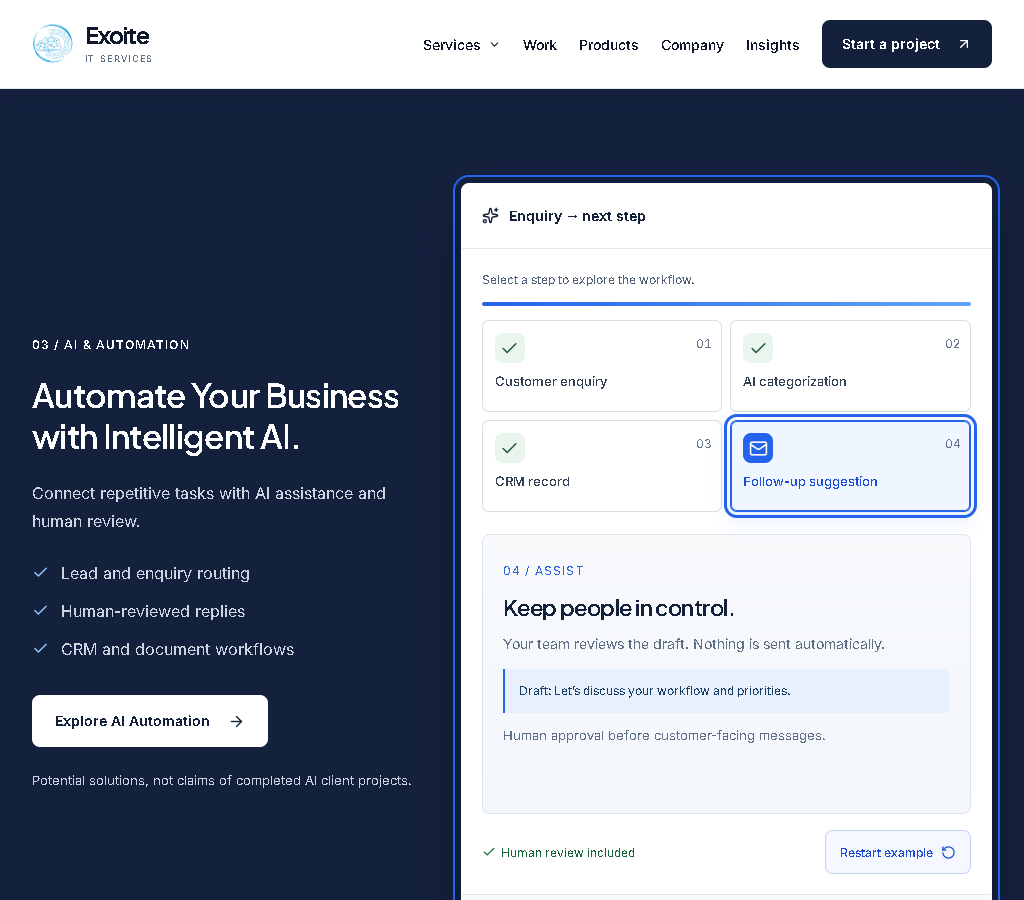 Exoite
IT SERVICES
Services
Work
Products
Company
Insights
Start a project
03 / AI & AUTOMATION
Automate Your Business
with Intelligent AI.
Connect repetitive tasks with AI assistance and
human review.
Lead and enquiry routing
Human-reviewed replies
CRM and document workflows
Explore AI Automation →
Potential solutions, not claims of completed AI client projects.
Enquiry → next step
Select a step to explore the workflow.
01
Customer enquiry
02
AI categorization
03
CRM record
04
Follow-up suggestion
04 / ASSIST
Keep people in control.
Your team reviews the draft. Nothing is sent automatically.
Draft: Let's discuss your workflow and priorities.
Human approval before customer-facing messages.
Human review included
Restart example